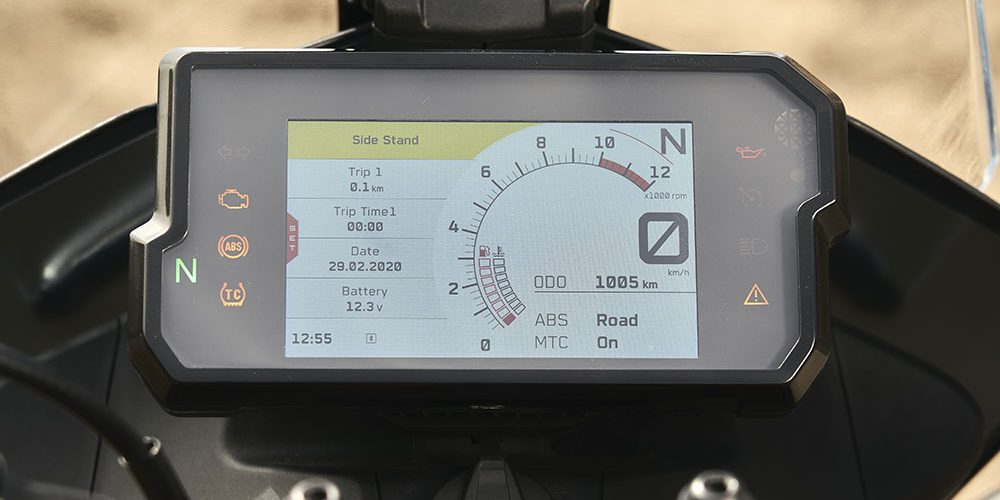 Side Stand
Trip 1
0.1 km
Trip Time1
00:00
Date
29.02.2020
Battery
12.3 v
12:55
SET
0
2
4
6
8
10
12
x1000 rpm
N
0
km/h
ODO 1005 km
ABS Road
MTC On
ABS
N
TC